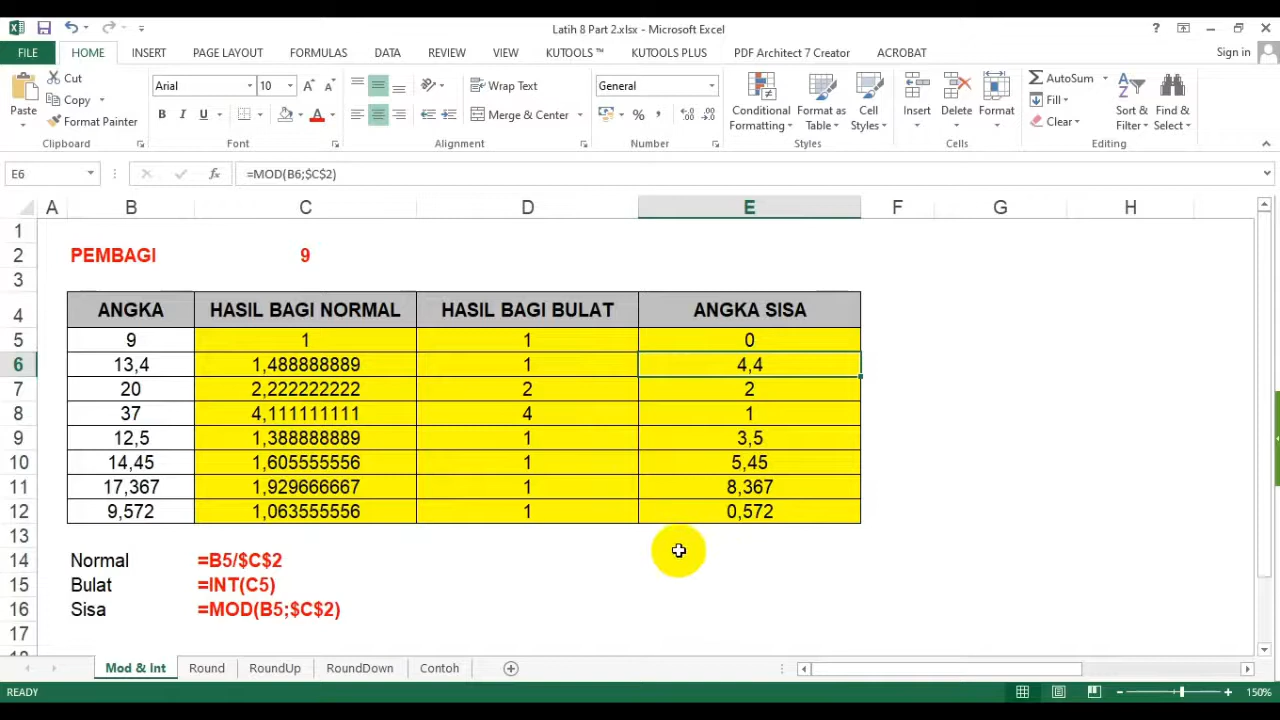 Latih 8 Part 2.xlsx - Microsoft Excel
FILE HOME INSERT PAGE LAYOUT FORMULAS DATA REVIEW VIEW KUTOOLS ™ KUTOOLS PLUS PDF Architect 7 Creator ACROBAT Sign in
Paste
Cut
Copy
Format Painter
Clipboard
Arial 10
B I U
Font
Wrap Text
Merge & Center
Alignment
General
%
Number
Conditional Formatting
Format as Table
Cell Styles
Styles
Insert
Delete
Format
Cells
AutoSum
Fill
Clear
Sort & Filter
Find & Select
Editing
E6 fx =MOD(B6;$C$2)
A B C D E F G H
1
2 PEMBAGI 9
3
4 ANGKA HASIL BAGI NORMAL HASIL BAGI BULAT ANGKA SISA
5 9 1 1 0
6 13,4 1,488888889 1 4,4
7 20 2,222222222 2 2
8 37 4,111111111 4 1
9 12,5 1,388888889 1 3,5
10 14,45 1,605555556 1 5,45
11 17,367 1,929666667 1 8,367
12 9,572 1,063555556 1 0,572
13
14 Normal =B5/$C$2
15 Bulat =INT(C5)
16 Sisa =MOD(B5;$C$2)
17
Mod & Int Round RoundUp RoundDown Contoh
READY 150%